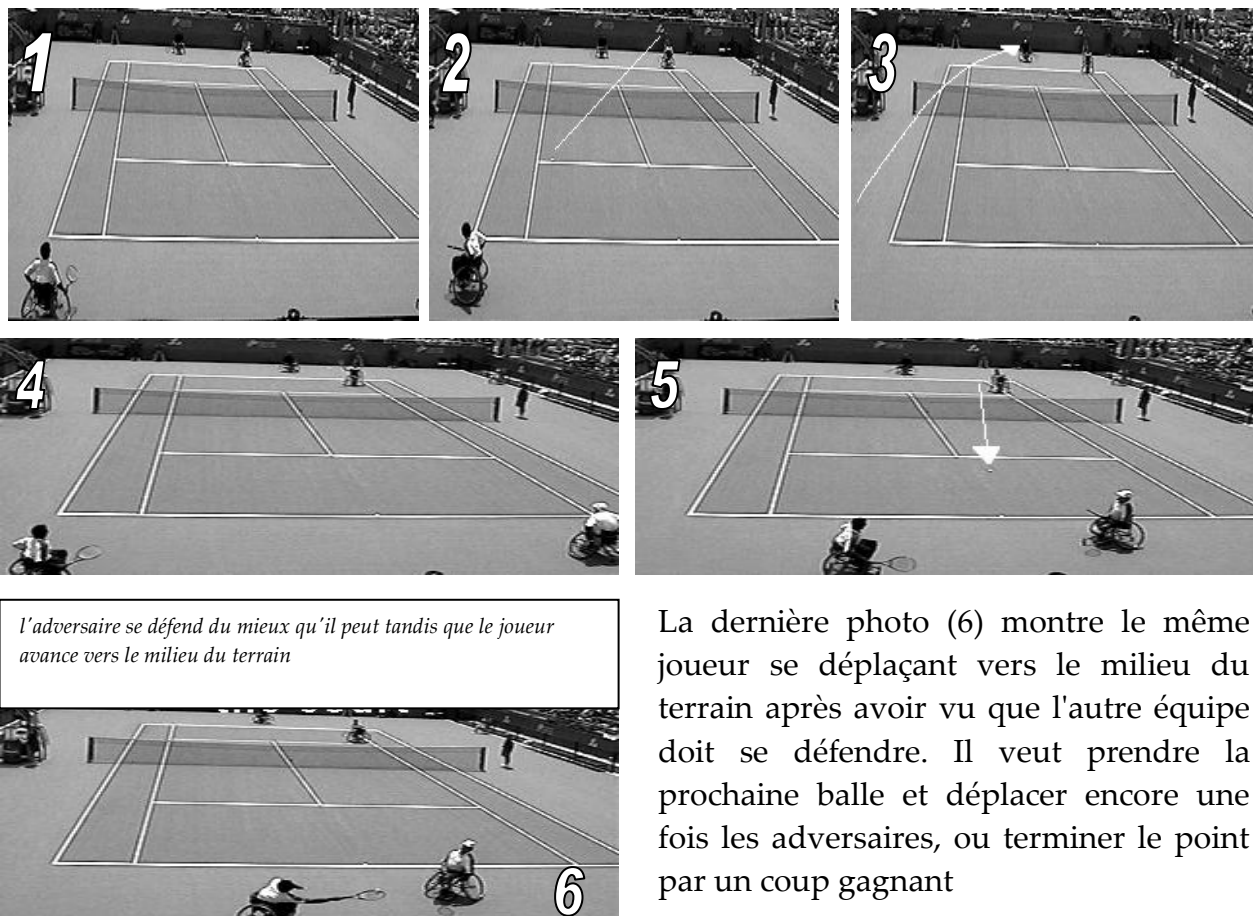 1
2
3
4
5
l'adversaire se défend du mieux qu'il peut tandis que le joueur
avance vers le milieu du terrain
6
La dernière photo (6) montre le même
joueur se déplaçant vers le milieu du
terrain après avoir vu que l'autre équipe
doit se défendre. Il veut prendre la
prochaine balle et déplacer encore une
fois les adversaires, ou terminer le point
par un coup gagnant